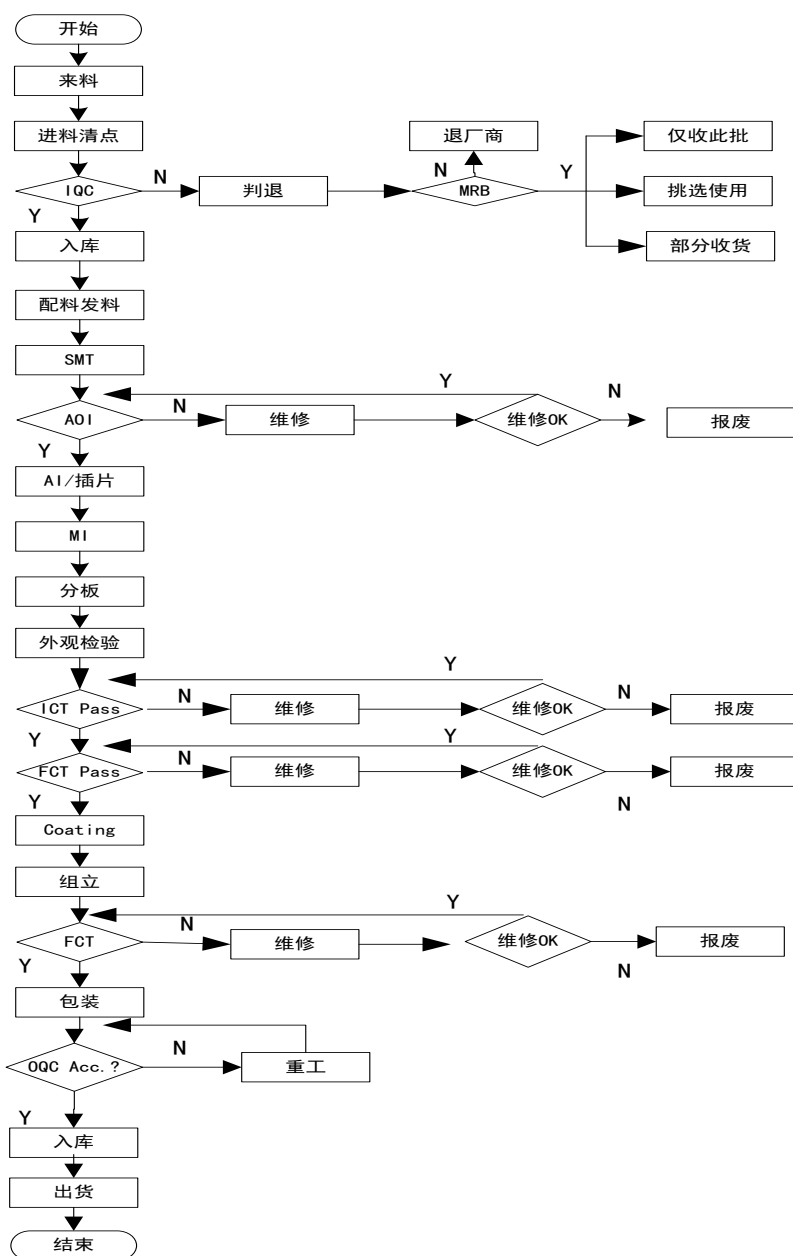 开始
来料
进料清点
退厂商
仅收此批
IQC
N
判退
N
MRB
Y
挑选使用
Y
入库
部分收货
配料发料
SMT
Y
N
AOI
N
维修
维修OK
报废
Y
AI/插片
MI
分板
外观检验
Y
ICT Pass
N
维修
维修OK
N
报废
Y
Y
FCT Pass
N
维修
维修OK
报废
Y
N
Coating
组立
Y
FCT
N
维修
维修OK
报废
Y
N
包装
OQC Acc.?
N
重工
Y
入库
出货
结束